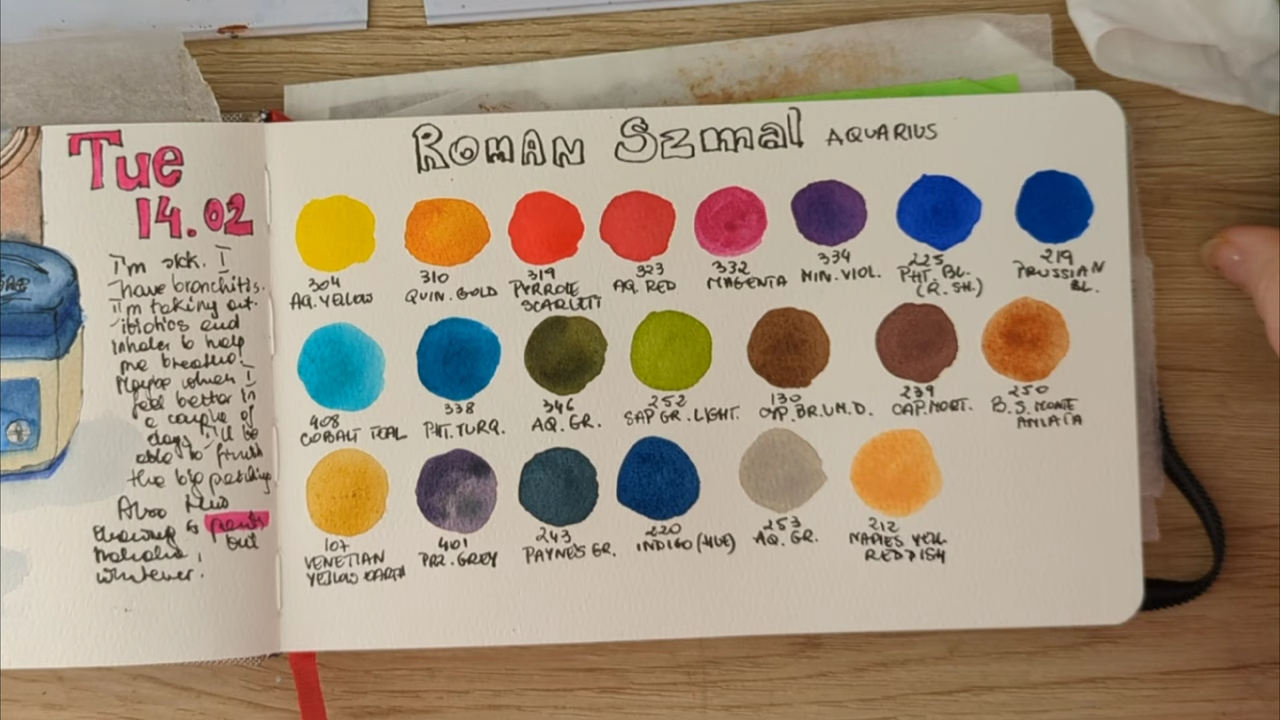 Tue
14.02
I'm sick. I
have bronchitis.
I'm taking ant
ibiotics and
inhaler to help
me breathe.
Maybe when I
feel better in
a couple of
days I'll be
able to finish
the big
Also this
drawing is
out
whatever.
ROMAN Szmal AQUARIUS
304 310 319 323 332 334 225 219
AQ. YELLOW QUIN. GOLD PYRROLE AQ. RED MAGENTA MIN. VIOL. PHT. BL. PRUSSIAN
SCARLETT (R. SH.) BL.
408 338 346 252 130 239 250
COBALT TEAL PHT. TURQ. AQ. GR. SAP GR. LIGHT. CYP. BR. UM. D. CAP. MORT. B. S. MONTE
AMIATA
107 401 243 220 253 212
VENETIAN PRZ. GREY PAYNE'S GR. INDIGO (HUE) AQ. GR. NAPLES YELL.
YELLOW EARTH REDDISH